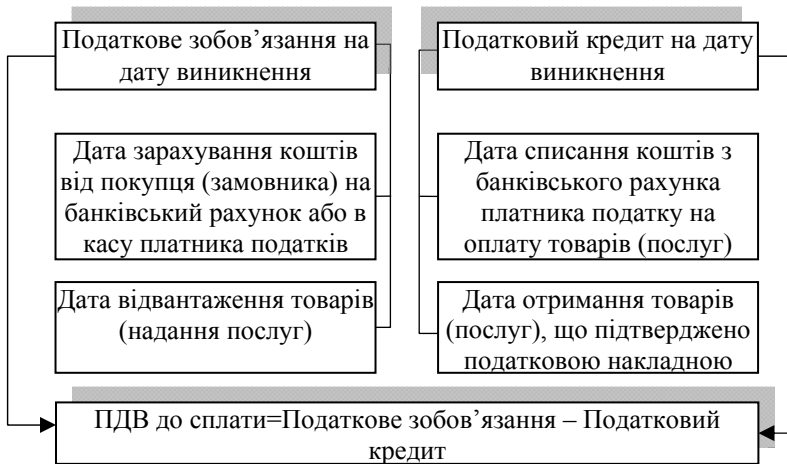 Податкове зобов’язання на
дату виникнення
Податковий кредит на дату
виникнення
Дата зарахування коштів
від покупця (замовника) на
банківський рахунок або в
касу платника податків
Дата списання коштів з
банківського рахунка
платника податку на
оплату товарів (послуг)
Дата відвантаження товарів
(надання послуг)
Дата отримання товарів
(послуг), що підтверджено
податковою накладною
ПДВ до сплати=Податкове зобов’язання – Податковий
кредит